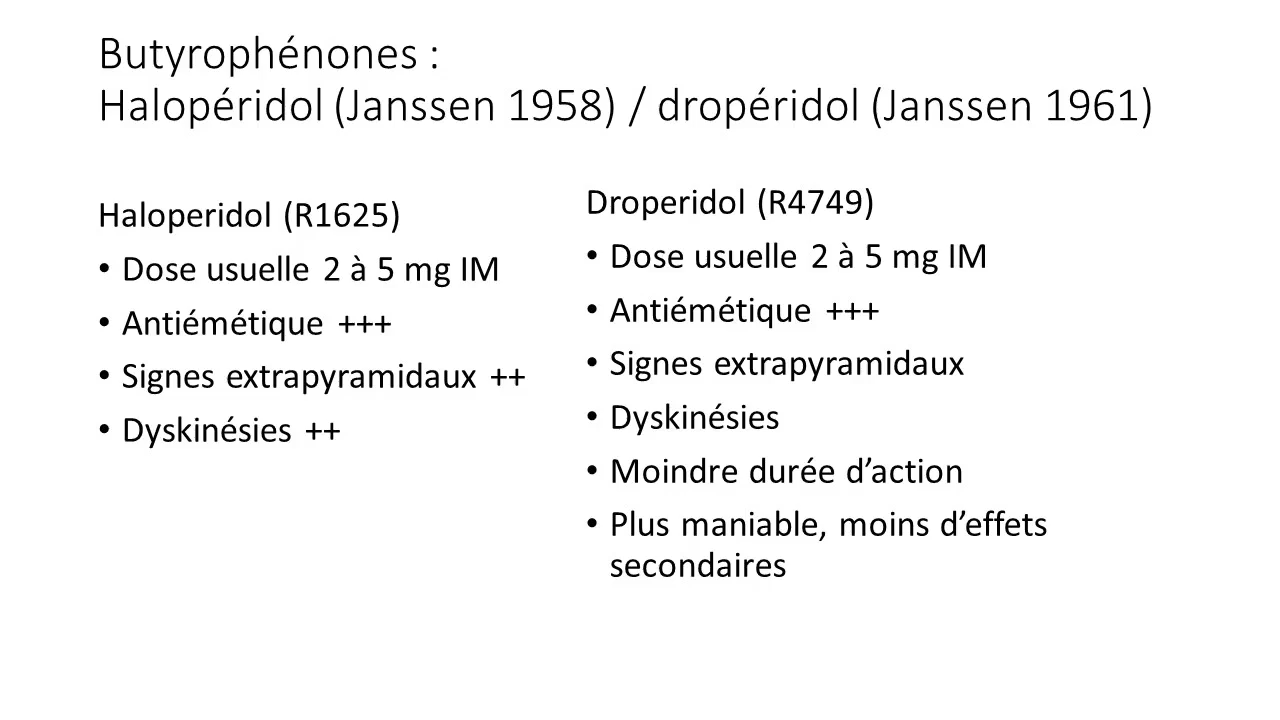 Butyrophénones :
Halopéridol (Janssen 1958) / dropéridol (Janssen 1961)
Haloperidol (R1625)
• Dose usuelle 2 à 5 mg IM
• Antiémétique +++
• Signes extrapyramidaux ++
• Dyskinésies ++
Droperidol (R4749)
• Dose usuelle 2 à 5 mg IM
• Antiémétique +++
• Signes extrapyramidaux
• Dyskinésies
• Moindre durée d’action
• Plus maniable, moins d’effets
secondaires